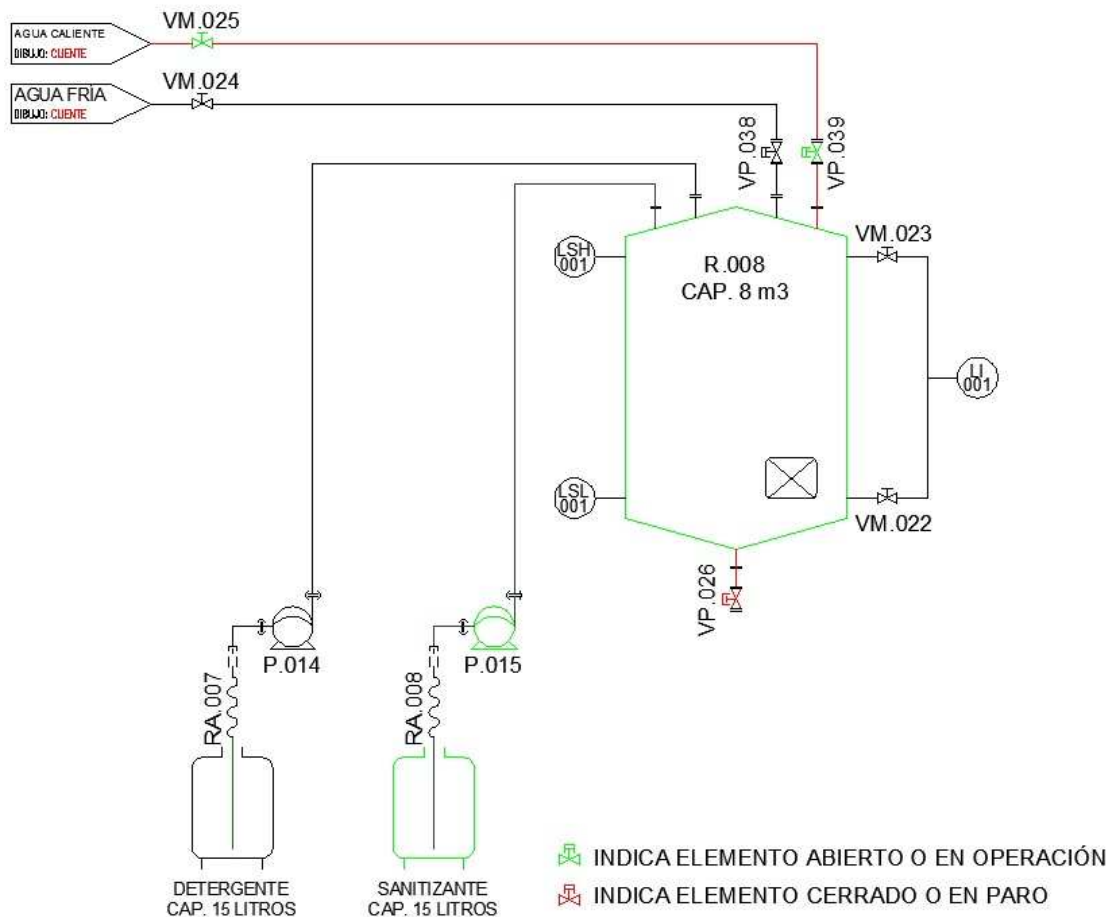 AGUA CALIENTE
DIBUJO: CLIENTE
VM.025
AGUA FRÌA
DIBUJO: CLIENTE
VM.024
VP.038
VP.039
LSH
001
R.008
CAP. 8 m3
VM.023
LI
001
LSL
001
VM.022
VP.026
P.014
P.015
RA.007
RA.008
DETERGENTE
CAP. 15 LITROS
SANITIZANTE
CAP. 15 LITROS
INDICA ELEMENTO ABIERTO O EN OPERACIÓN
INDICA ELEMENTO CERRADO O EN PARO